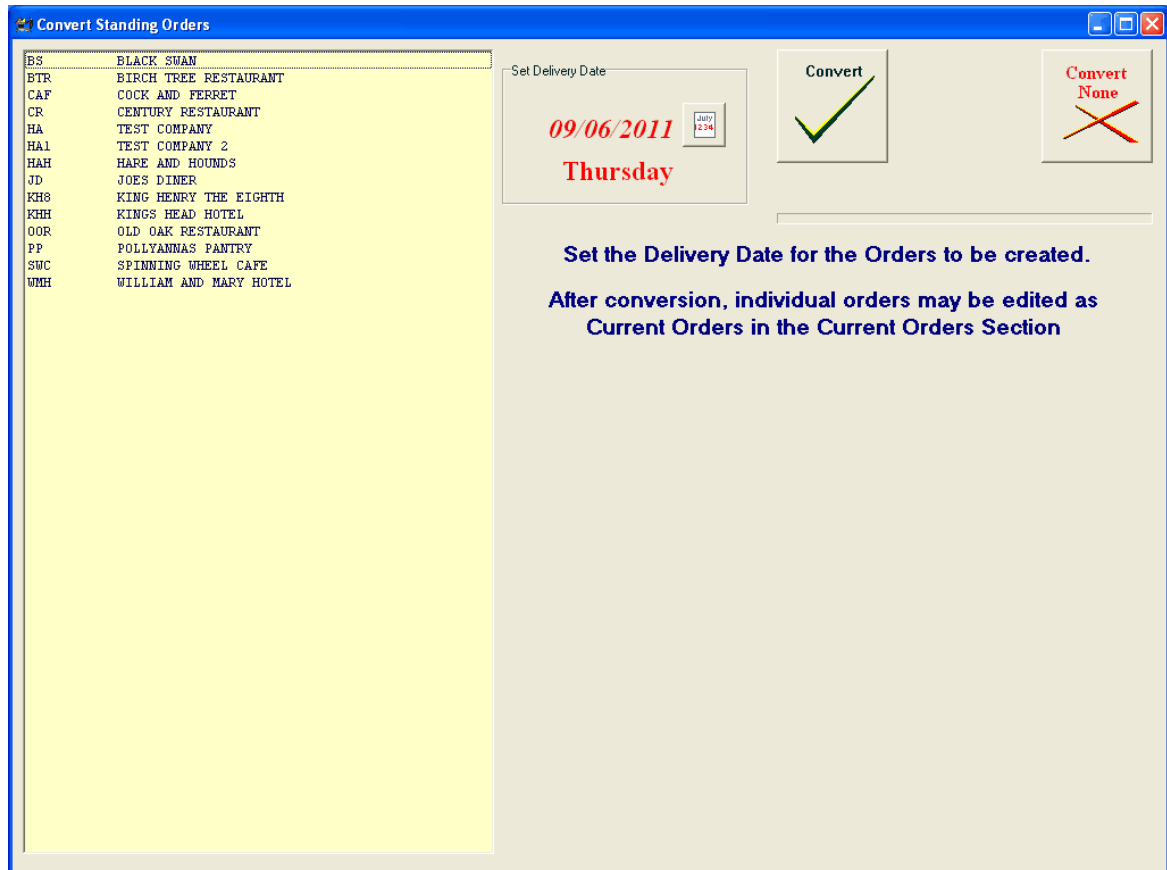 Convert Standing Orders
BS BLACK SWAN
BTR BIRCH TREE RESTAURANT
CAF COCK AND FERRET
CR CENTURY RESTAURANT
HA TEST COMPANY
HA1 TEST COMPANY 2
HAH HARE AND HOUNDS
JD JOES DINER
KH8 KING HENRY THE EIGHTH
KHH KINGS HEAD HOTEL
OOR OLD OAK RESTAURANT
PP POLLYANNAS PANTRY
SWC SPINNING WHEEL CAFE
WMH WILLIAM AND MARY HOTEL
Set Delivery Date
09/06/2011
July
1234
Thursday
Convert
Convert
None
Set the Delivery Date for the Orders to be created.
After conversion, individual orders may be edited as
Current Orders in the Current Orders Section